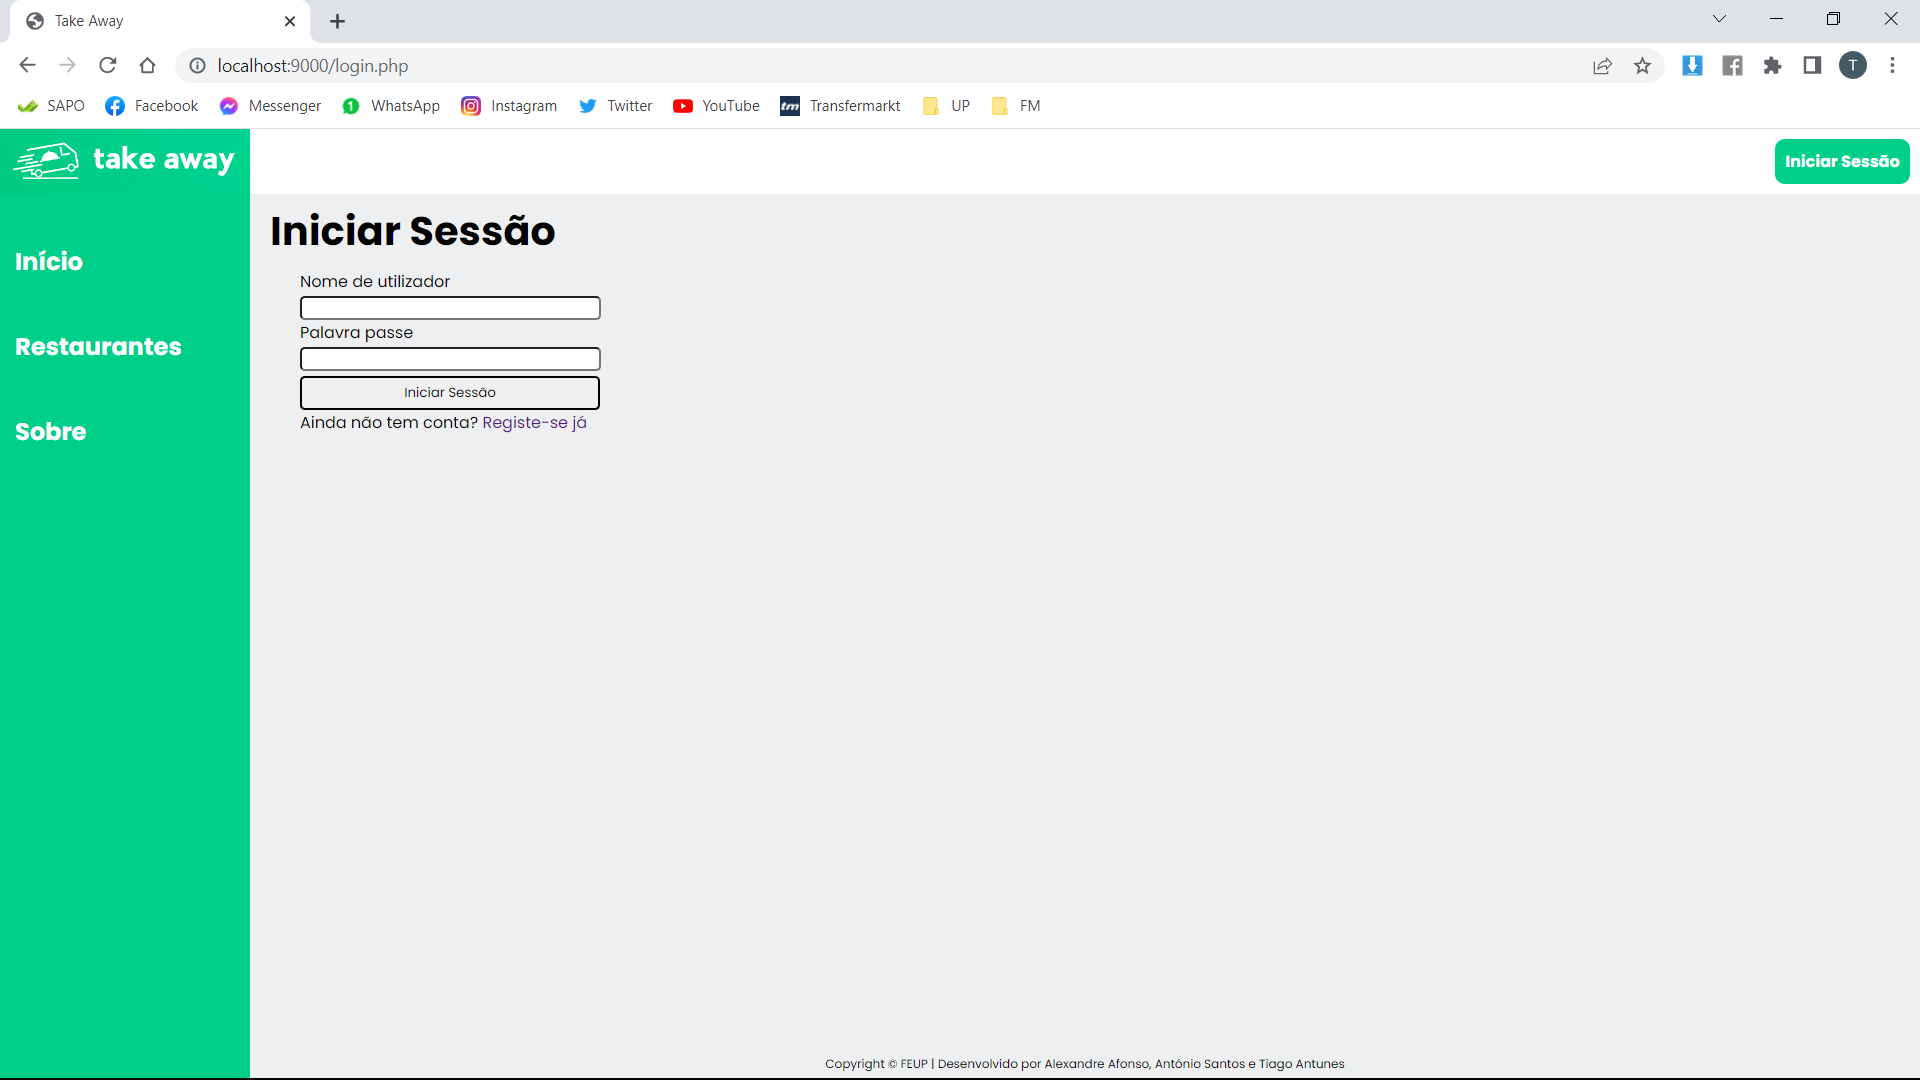 Take Away
localhost:9000/login.php
T
SAPO Facebook Messenger 1 WhatsApp Instagram Twitter YouTube tm Transfermarkt UP FM
take away
Iniciar Sessão
Início
Restaurantes
Sobre
Iniciar Sessão
Nome de utilizador
Palavra passe
Iniciar Sessão
Ainda não tem conta? Registe-se já
Copyright © FEUP | Desenvolvido por Alexandre Afonso, António Santos e Tiago Antunes